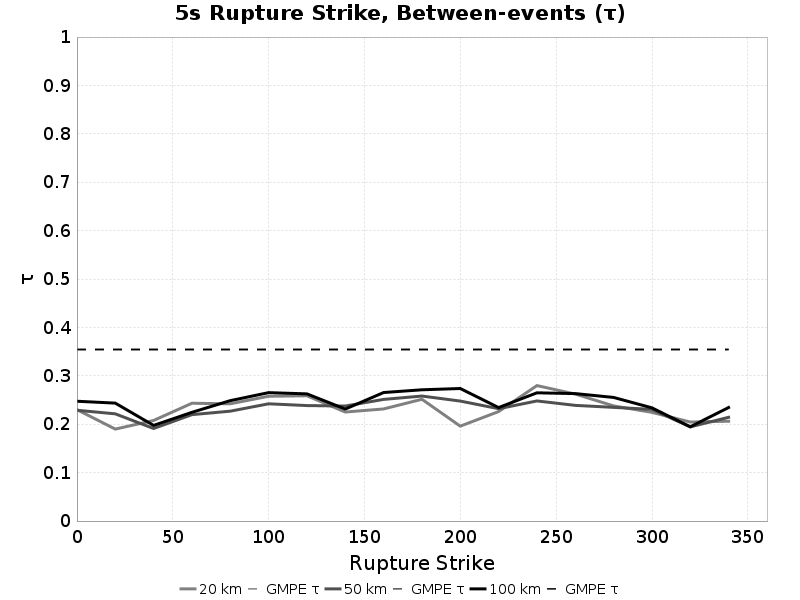 5s Rupture Strike, Between-events (τ)
1
0.9
0.8
0.7
0.6
0.5
0.4
0.3
0.2
0.1
0
τ
0 50 100 150 200 250 300 350
Rupture Strike
20 km GMPE τ 50 km GMPE τ 100 km GMPE τ